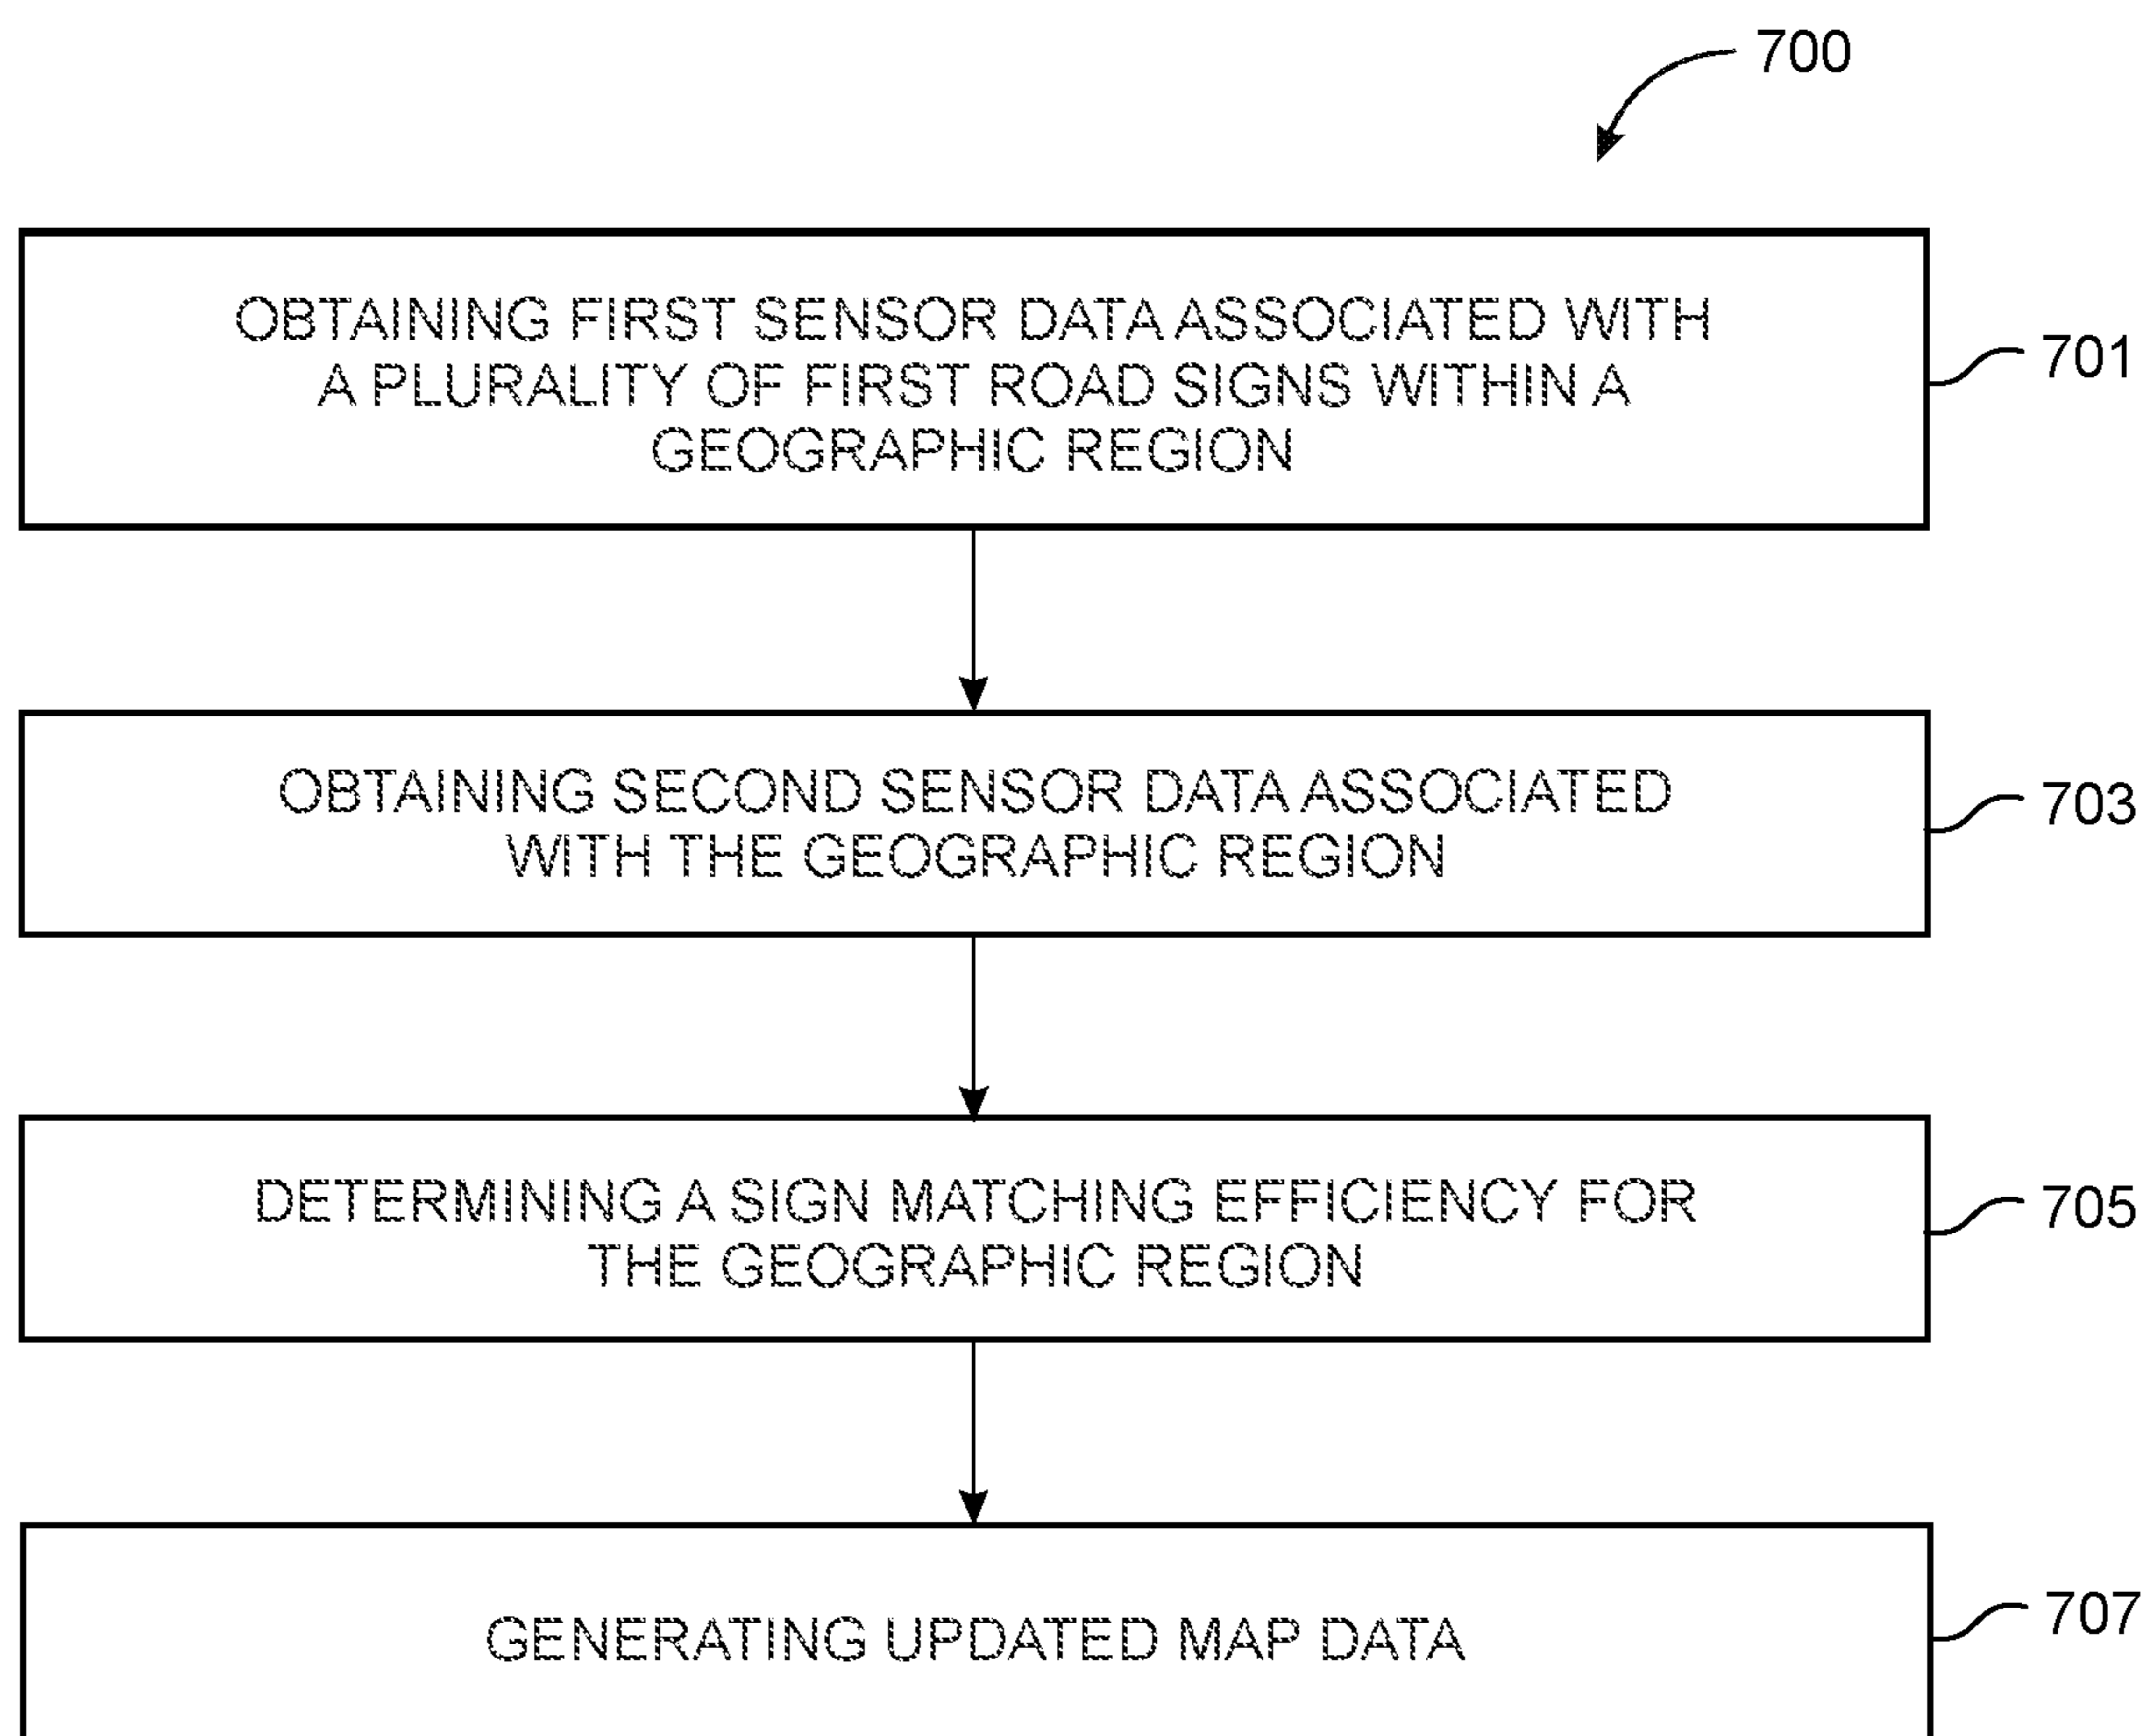 700
OBTAINING FIRST SENSOR DATA ASSOCIATED WITH
A PLURALITY OF FIRST ROAD SIGNS WITHIN A
GEOGRAPHIC REGION
701
OBTAINING SECOND SENSOR DATA ASSOCIATED
WITH THE GEOGRAPHIC REGION
703
DETERMINING A SIGN MATCHING EFFICIENCY FOR
THE GEOGRAPHIC REGION
705
GENERATING UPDATED MAP DATA
707